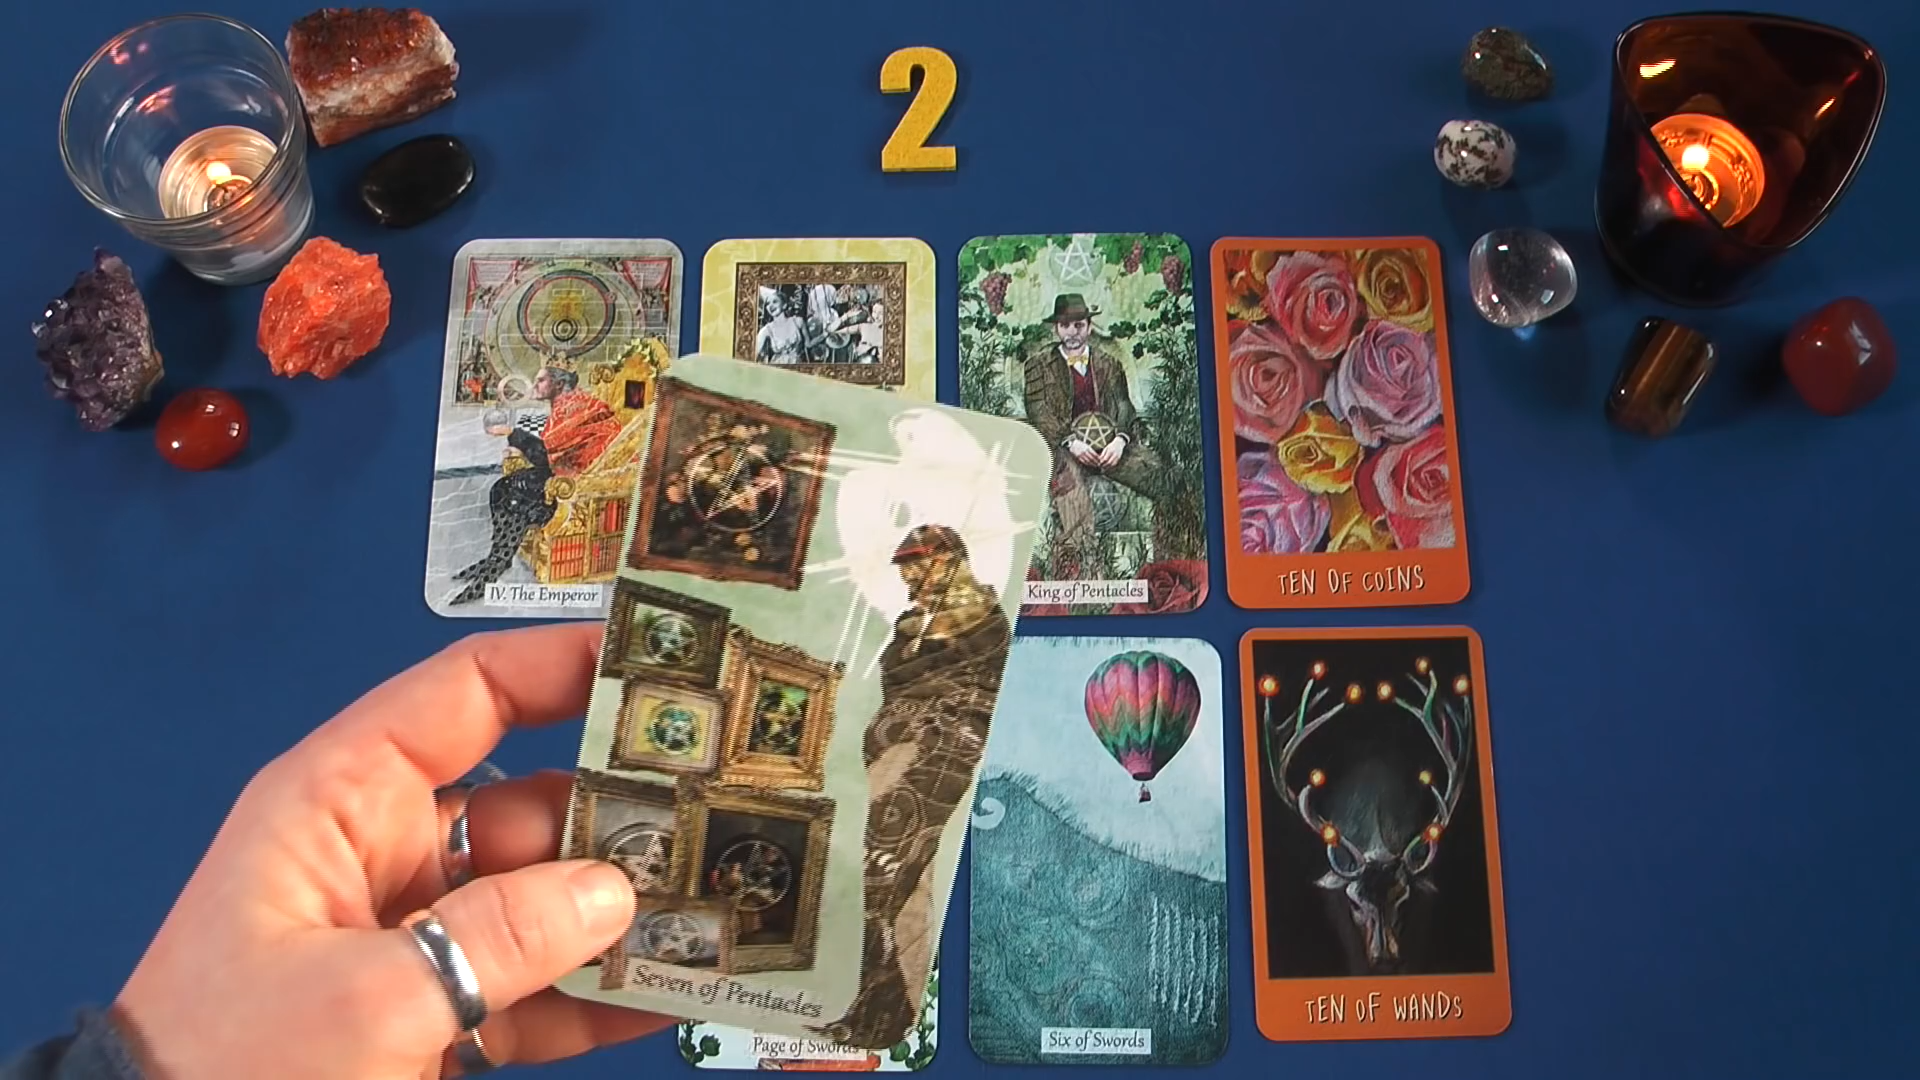 2
IV. The Emperor
King of Pentacles
TEN OF COINS
Seven of Pentacles
Page of Swords
Six of Swords
TEN OF WANDS